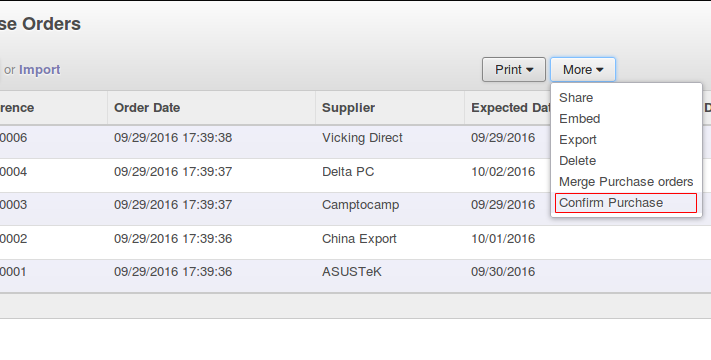 se Orders
or Import
Print More
erence Order Date Supplier Expected Dat D
Share
Embed
Export
Delete
Merge Purchase orders
Confirm Purchase
0006 09/29/2016 17:39:38 Vicking Direct 09/29/2016
0004 09/29/2016 17:39:37 Delta PC 10/02/2016
0003 09/29/2016 17:39:37 Camptocamp 09/29/2016
0002 09/29/2016 17:39:36 China Export 10/01/2016
0001 09/29/2016 17:39:36 ASUSTeK 09/30/2016